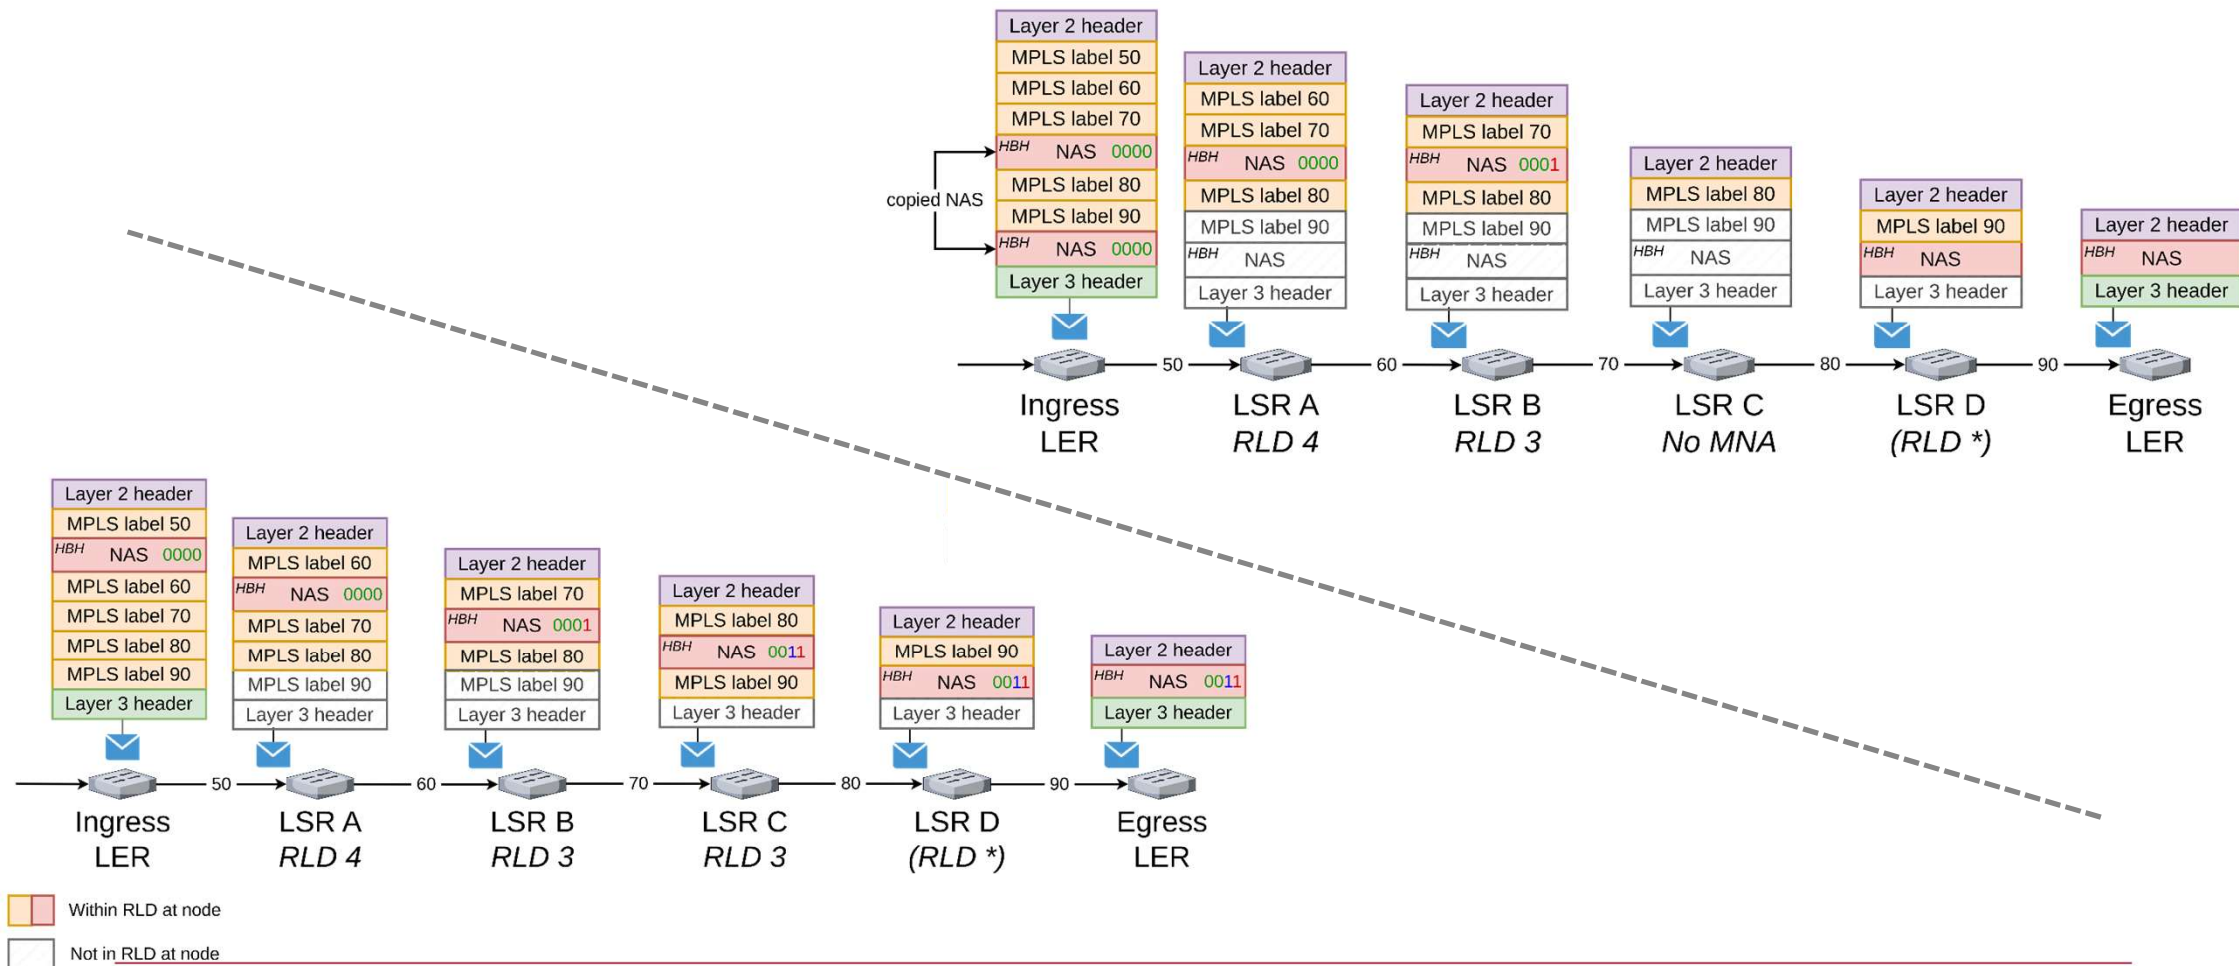 Layer 2 header
MPLS label 50
MPLS label 60
MPLS label 70
HBH NAS 0000
MPLS label 80
MPLS label 90
HBH NAS 0000
Layer 3 header
copied NAS
Layer 2 header
MPLS label 60
MPLS label 70
HBH NAS 0000
MPLS label 80
MPLS label 90
HBH NAS
Layer 3 header
Layer 2 header
MPLS label 70
HBH NAS 0001
MPLS label 80
MPLS label 90
HBH NAS
Layer 3 header
Layer 2 header
MPLS label 80
MPLS label 90
HBH NAS
Layer 3 header
Layer 2 header
MPLS label 90
HBH NAS
Layer 3 header
Layer 2 header
HBH NAS
Layer 3 header
50
60
70
80
90
Ingress
LER
LSR A
RLD 4
LSR B
RLD 3
LSR C
No MNA
LSR D
(RLD *)
Egress
LER
Layer 2 header
MPLS label 50
HBH NAS 0000
MPLS label 60
MPLS label 70
MPLS label 80
MPLS label 90
Layer 3 header
Layer 2 header
MPLS label 60
HBH NAS 0000
MPLS label 70
MPLS label 80
MPLS label 90
Layer 3 header
Layer 2 header
MPLS label 70
HBH NAS 0001
MPLS label 80
MPLS label 90
Layer 3 header
Layer 2 header
MPLS label 80
HBH NAS 0011
MPLS label 90
Layer 3 header
Layer 2 header
MPLS label 90
HBH NAS 0011
Layer 3 header
Layer 2 header
HBH NAS 0011
Layer 3 header
50
60
70
80
90
Ingress
LER
LSR A
RLD 4
LSR B
RLD 3
LSR C
RLD 3
LSR D
(RLD *)
Egress
LER
Within RLD at node
Not in RLD at node